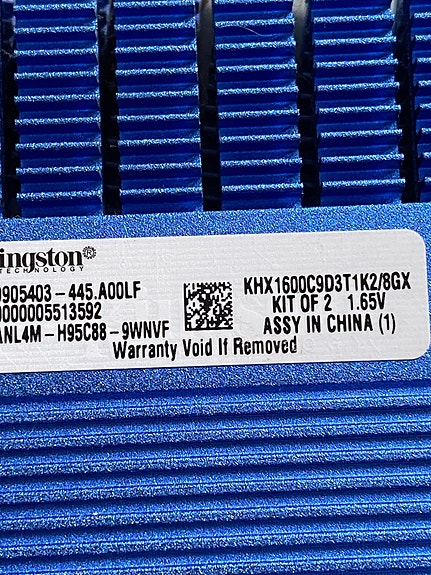 ingston®
TECHNOLOGY
9905403-445.A00LF
0000005513592
ANL4M-H95C88-9WNVF
KHX1600C9D3T1K2/8GX
KIT OF 2 1.65V
ASSY IN CHINA (1)
Warranty Void If Removed